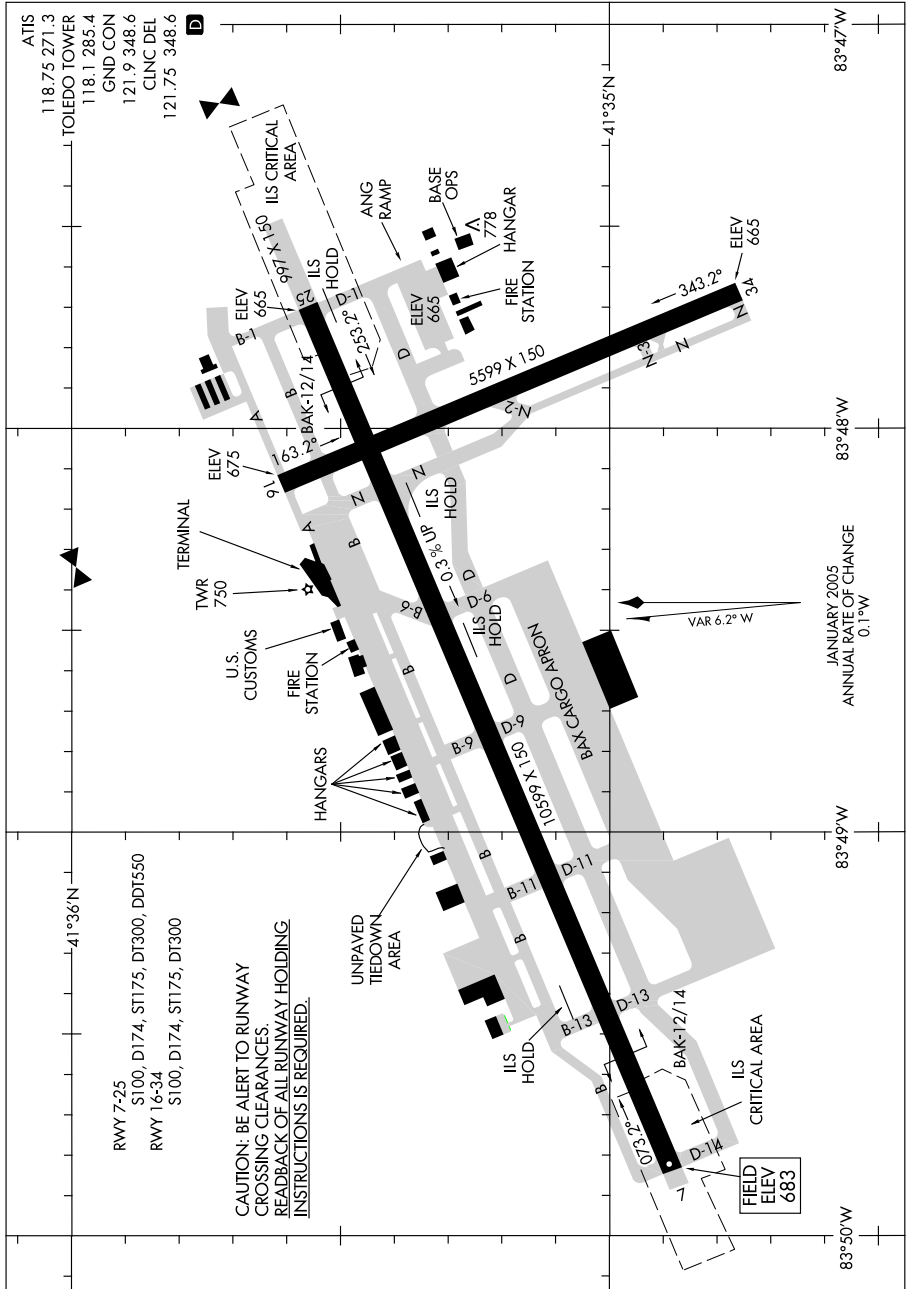 ATIS
118.75 271.3
TOLEDO TOWER
118.1 285.4
GND CON
121.9 348.6
CLNC DEL
121.75 348.6
D
RWY 7-25
S100, D174, ST175, DT300, DDT550
RWY 16-34
S100, D174, ST175, DT300
CAUTION: BE ALERT TO RUNWAY
CROSSING CLEARANCES.
READBACK OF ALL RUNWAY HOLDING
INSTRUCTIONS IS REQUIRED.
41°36'N
41°35'N
83°50'W
83°49'W
83°48'W
83°47'W
UNPAVED
TIEDOWN
AREA
HANGARS
FIRE
STATION
U.S.
CUSTOMS
TWR
750
TERMINAL
ELEV
675
16
163.2°
A
A
B-1
ELEV
665
25
997 X 150
ILS CRITICAL
AREA
ILS
HOLD
D-1
253.2°
BAK-12/14
B
ANG
RAMP
ELEV
665
BASE
OPS
778
HANGAR
FIRE
STATION
D
5599 X 150
343.2°
ELEV
665
34
N
N
N-3
N-2
N
N
ILS
HOLD
0.3% UP
B
B-6
D
D-6
ILS
HOLD
B
D
B-9
D-9
BAX CARGO APRON
10599 X 150
B
B-11
D-11
B
ILS
HOLD
B-13
D-13
B
BAK-12/14
073.2°
ILS
CRITICAL AREA
D-14
7
FIELD
ELEV
683
VAR 6.2° W
JANUARY 2005
ANNUAL RATE OF CHANGE
0.1°W